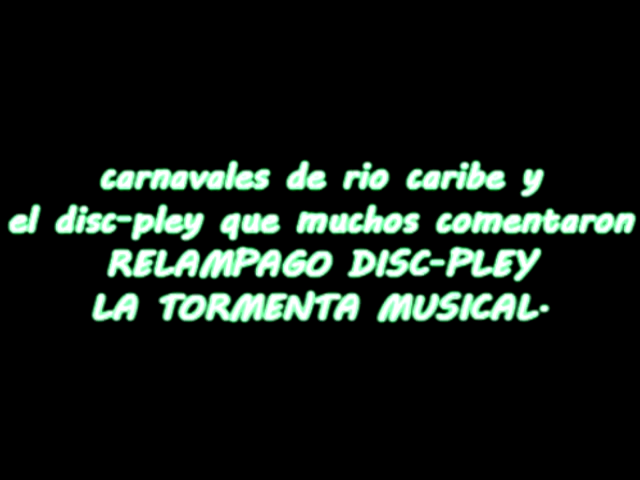 carnavales de rio caribe y
el disc-pley que muchos comentaron
RELAMPAGO DISC-PLEY
LA TORMENTA MUSICAL.